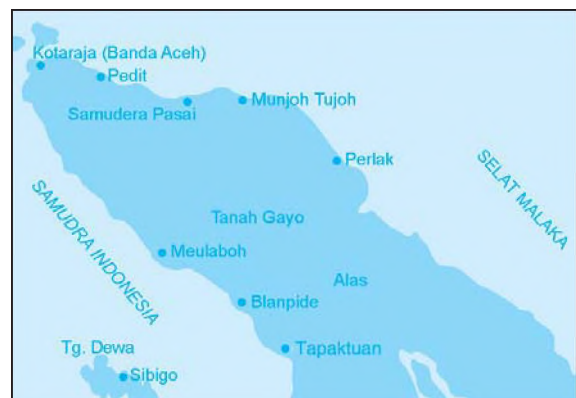 Kotaraja (Banda Aceh)
Pedit
Samudera Pasai
Munjoh Tujoh
Perlak
SELAT MALAKA
Tanah Gayo
SAMUDRA INDONESIA
Meulaboh
Alas
Blanpide
Tg. Dewa
Tapaktuan
Sibigo